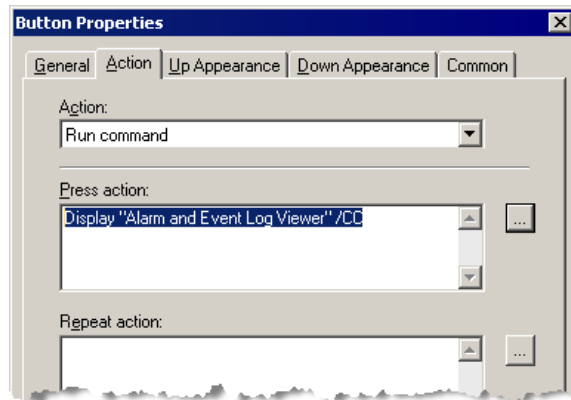 Button Properties
General Action Up Appearance Down Appearance Common
Action:
Run command
Press action:
Display "Alarm and Event Log Viewer" /CC
...
Repeat action:
...